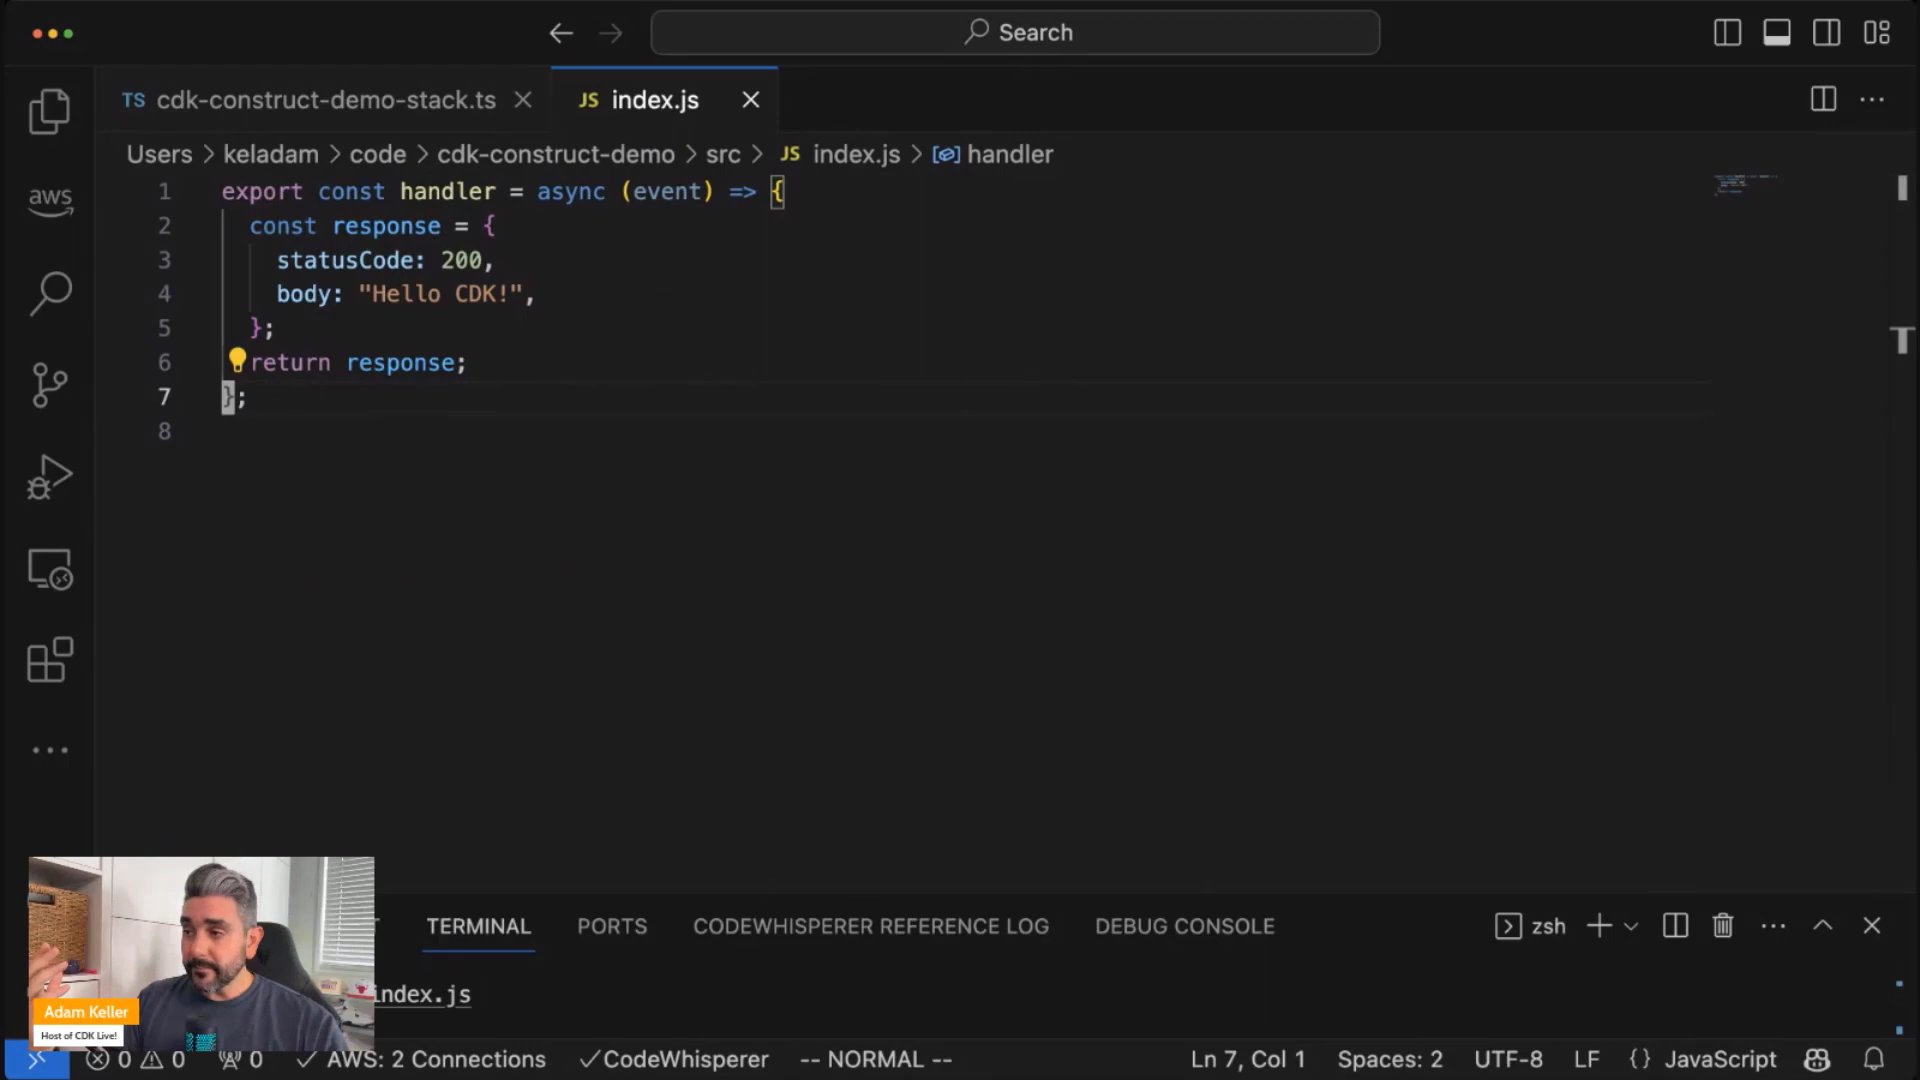 Search
TS cdk-construct-demo-stack.ts
JS index.js
Users > keladam > code > cdk-construct-demo > src > JS index.js > handler
aws
1 export const handler = async (event) => {
2 const response = {
3 statusCode: 200,
4 body: "Hello CDK!",
5 };
6 return response;
7 };
8
TERMINAL PORTS CODEWHISPERER REFERENCE LOG DEBUG CONSOLE
zsh
index.js
Adam Keller
Host of CDK Live!
0 0 0 AWS: 2 Connections CodeWhisperer -- NORMAL --
Ln 7, Col 1 Spaces: 2 UTF-8 LF {} JavaScript